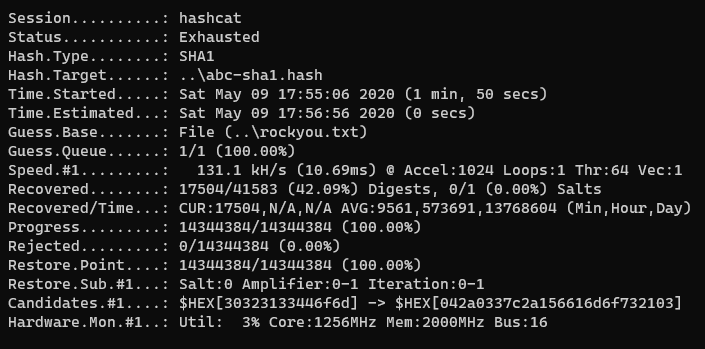 Session..........: hashcat
Status...........: Exhausted
Hash.Type........: SHA1
Hash.Target......: ..\abc-sha1.hash
Time.Started.....: Sat May 09 17:55:06 2020 (1 min, 50 secs)
Time.Estimated...: Sat May 09 17:56:56 2020 (0 secs)
Guess.Base.......: File (..\rockyou.txt)
Guess.Queue......: 1/1 (100.00%)
Speed.#1.........:   131.1 kH/s (10.69ms) @ Accel:1024 Loops:1 Thr:64 Vec:1
Recovered........: 17504/41583 (42.09%) Digests, 0/1 (0.00%) Salts
Recovered/Time...: CUR:17504,N/A,N/A AVG:9561,573691,13768604 (Min,Hour,Day)
Progress.........: 14344384/14344384 (100.00%)
Rejected.........: 0/14344384 (0.00%)
Restore.Point....: 14344384/14344384 (100.00%)
Restore.Sub.#1...: Salt:0 Amplifier:0-1 Iteration:0-1
Candidates.#1....: $HEX[30323133446f6d] -> $HEX[042a0337c2a156616d6f732103]
Hardware.Mon.#1..: Util:  3% Core:1256MHz Mem:2000MHz Bus:16